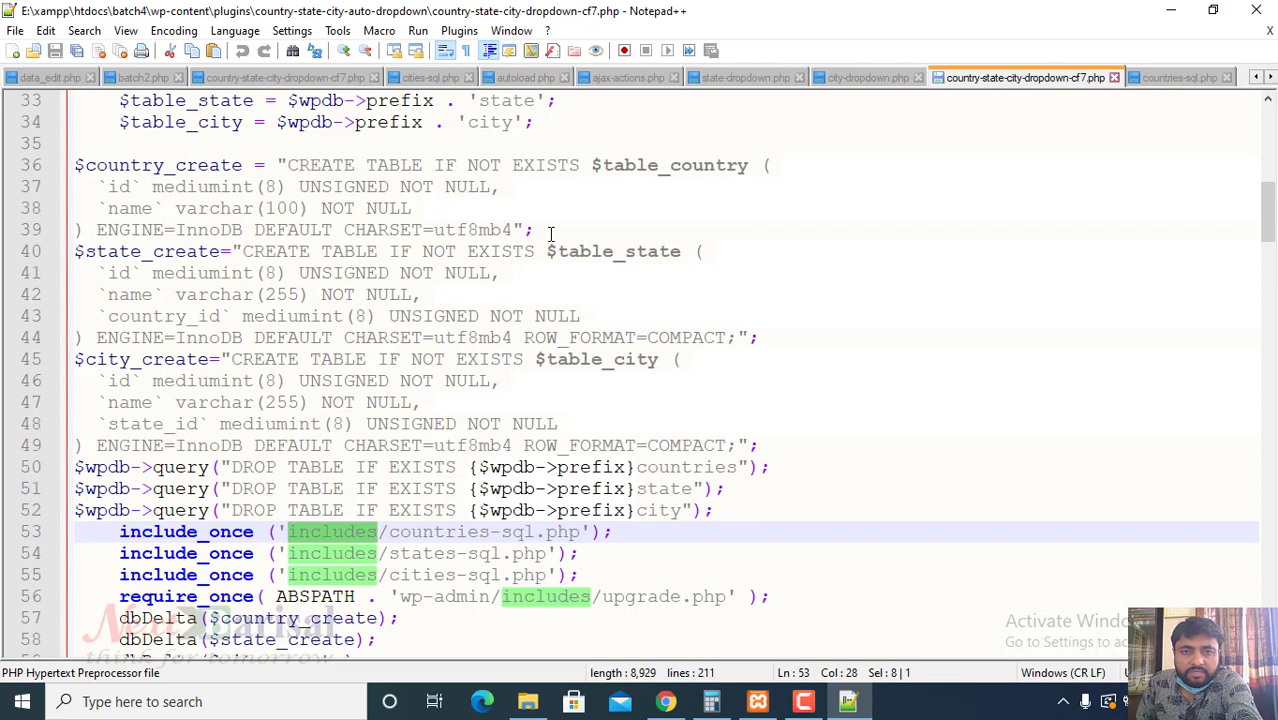 E:\xampp\htdocs\batch4\wp-content\plugins\country-state-city-auto-dropdown\country-state-city-dropdown-cf7.php - Notepad++
File Edit Search View Encoding Language Settings Tools Macro Run Plugins Window ?
X
data_edit.php batch2.php country-state-city-dropdown-cf7.php cities-sql.php autoload.php ajax-actions.php state-dropdown.php city-dropdown.php country-state-city-dropdown-cf7.php countries-sql.php
33 $table_state = $wpdb->prefix . 'state';
34 $table_city = $wpdb->prefix . 'city';
35
36 $country_create = "CREATE TABLE IF NOT EXISTS $table_country (
37 `id` mediumint(8) UNSIGNED NOT NULL,
38 `name` varchar(100) NOT NULL
39 ) ENGINE=InnoDB DEFAULT CHARSET=utf8mb4";
40 $state_create="CREATE TABLE IF NOT EXISTS $table_state (
41 `id` mediumint(8) UNSIGNED NOT NULL,
42 `name` varchar(255) NOT NULL,
43 `country_id` mediumint(8) UNSIGNED NOT NULL
44 ) ENGINE=InnoDB DEFAULT CHARSET=utf8mb4 ROW_FORMAT=COMPACT;";
45 $city_create="CREATE TABLE IF NOT EXISTS $table_city (
46 `id` mediumint(8) UNSIGNED NOT NULL,
47 `name` varchar(255) NOT NULL,
48 `state_id` mediumint(8) UNSIGNED NOT NULL
49 ) ENGINE=InnoDB DEFAULT CHARSET=utf8mb4 ROW_FORMAT=COMPACT;";
50 $wpdb->query("DROP TABLE IF EXISTS {$wpdb->prefix}countries");
51 $wpdb->query("DROP TABLE IF EXISTS {$wpdb->prefix}state");
52 $wpdb->query("DROP TABLE IF EXISTS {$wpdb->prefix}city");
53 include_once ('includes/countries-sql.php');
54 include_once ('includes/states-sql.php');
55 include_once ('includes/cities-sql.php');
56 require_once( ABSPATH . 'wp-admin/includes/upgrade.php' );
57 dbDelta($country_create);
58 dbDelta($state_create);
think for tomorrow
Activate Windo
Go to Settings to ac
PHP Hypertext Preprocessor file length : 8,929 lines : 211 Ln : 53 Col : 28 Sel : 8 | 1 Windows (CR LF)
Type here to search